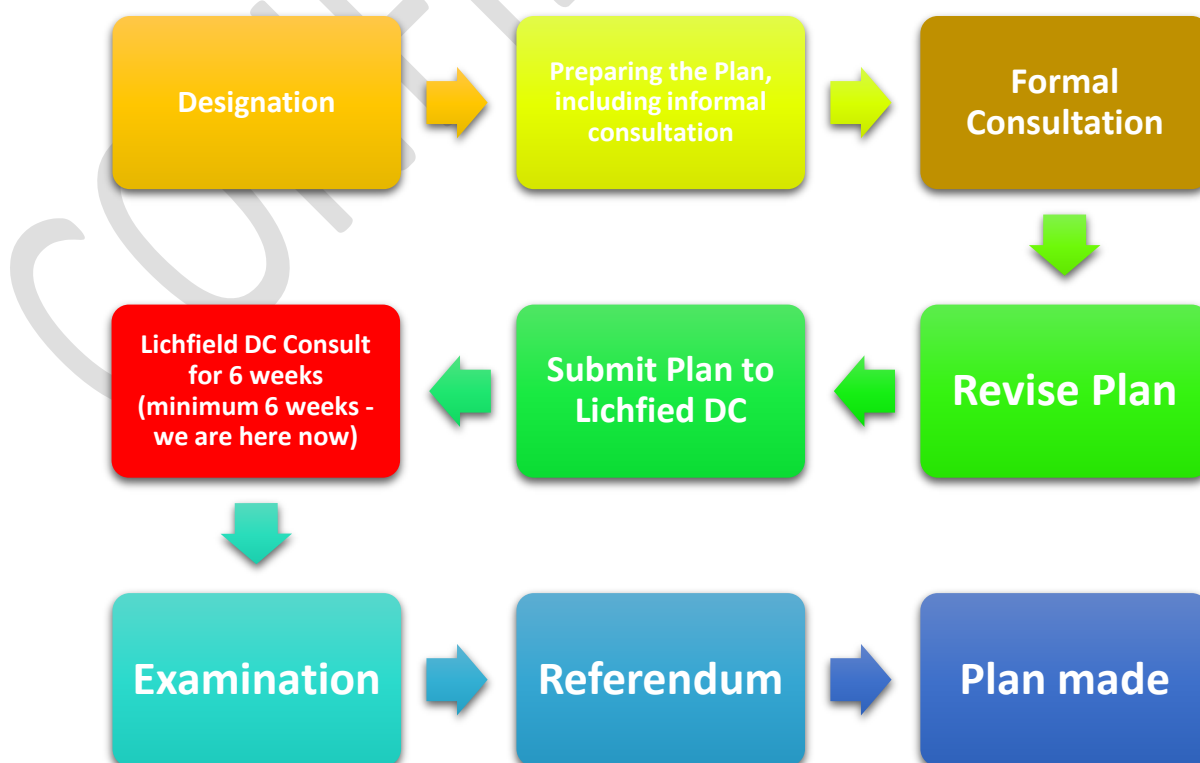 Designation
Preparing the Plan,
including informal
consultation
Formal
Consultation
Revise Plan
Submit Plan to
Lichfied DC
Lichfield DC Consult
for 6 weeks
(minimum 6 weeks -
we are here now)
Examination
Referendum
Plan made